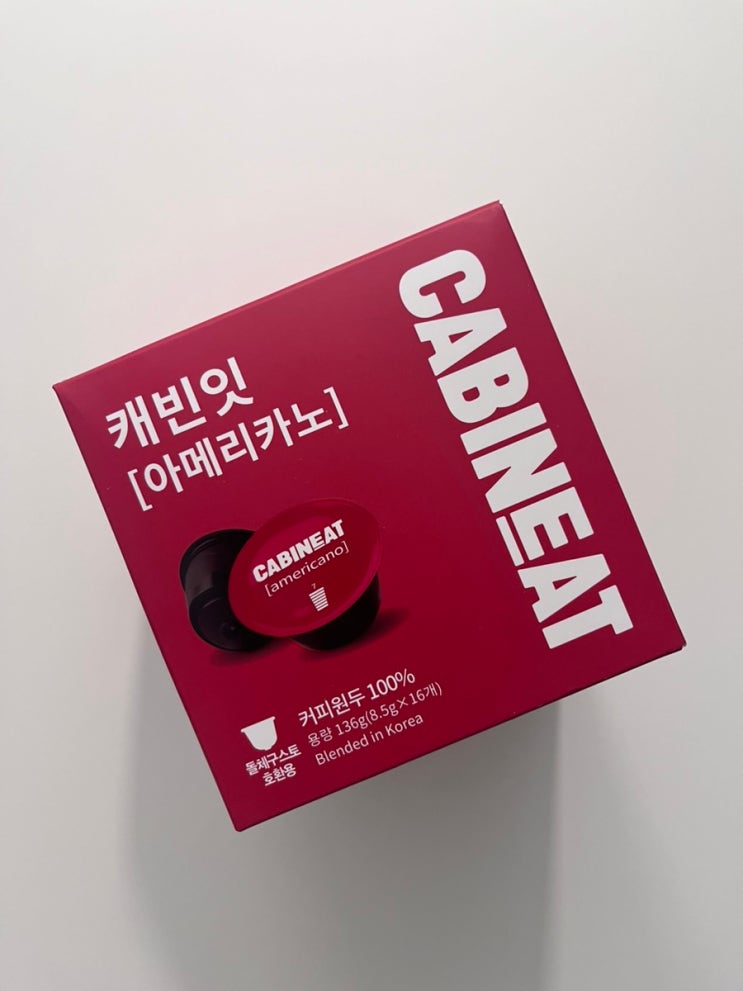 캐빈잇
[아메리카노]
CABINEAT
CABINEAT
[americano]
7
커피원두 100%
용량 136g(8.5g×16개)
Blended in Korea
돌체구스토
호환용